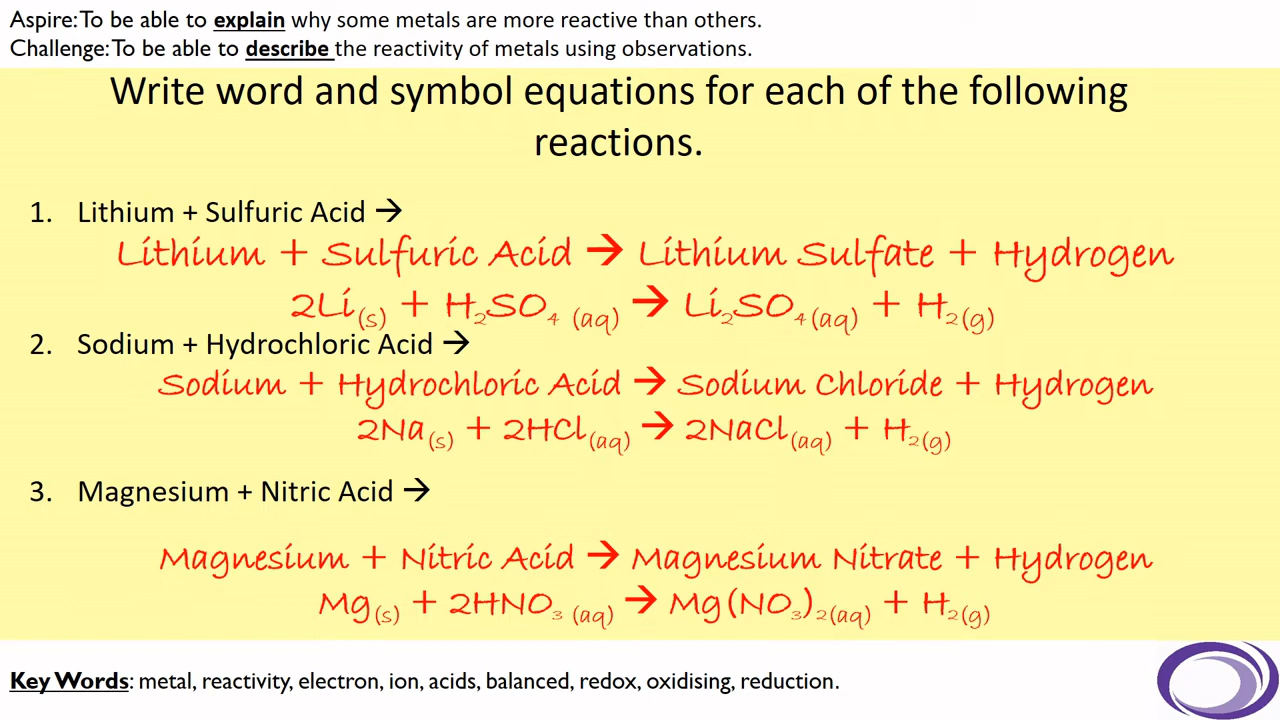 Aspire: To be able to explain why some metals are more reactive than others.
Challenge: To be able to describe the reactivity of metals using observations.
Write word and symbol equations for each of the following
reactions.
1. Lithium + Sulfuric Acid →
Lithium + Sulfuric Acid → Lithium Sulfate + Hydrogen
2Li(s) + H₂SO₄ (aq) → Li₂SO₄(aq) + H₂(g)
2. Sodium + Hydrochloric Acid →
Sodium + Hydrochloric Acid → Sodium Chloride + Hydrogen
2Na(s) + 2HCl(aq) → 2NaCl(aq) + H₂(g)
3. Magnesium + Nitric Acid →
Magnesium + Nitric Acid → Magnesium Nitrate + Hydrogen
Mg(s) + 2HNO₃ (aq) → Mg(NO₃)₂(aq) + H₂(g)
Key Words: metal, reactivity, electron, ion, acids, balanced, redox, oxidising, reduction.